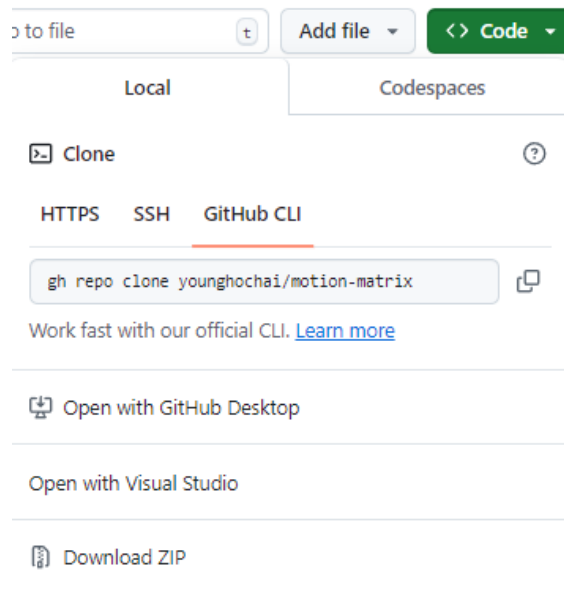 to file t Add file <> Code
Local Codespaces
Clone
HTTPS SSH GitHub CLI
gh repo clone younghochai/motion-matrix
Work fast with our official CLI. Learn more
Open with GitHub Desktop
Open with Visual Studio
Download ZIP